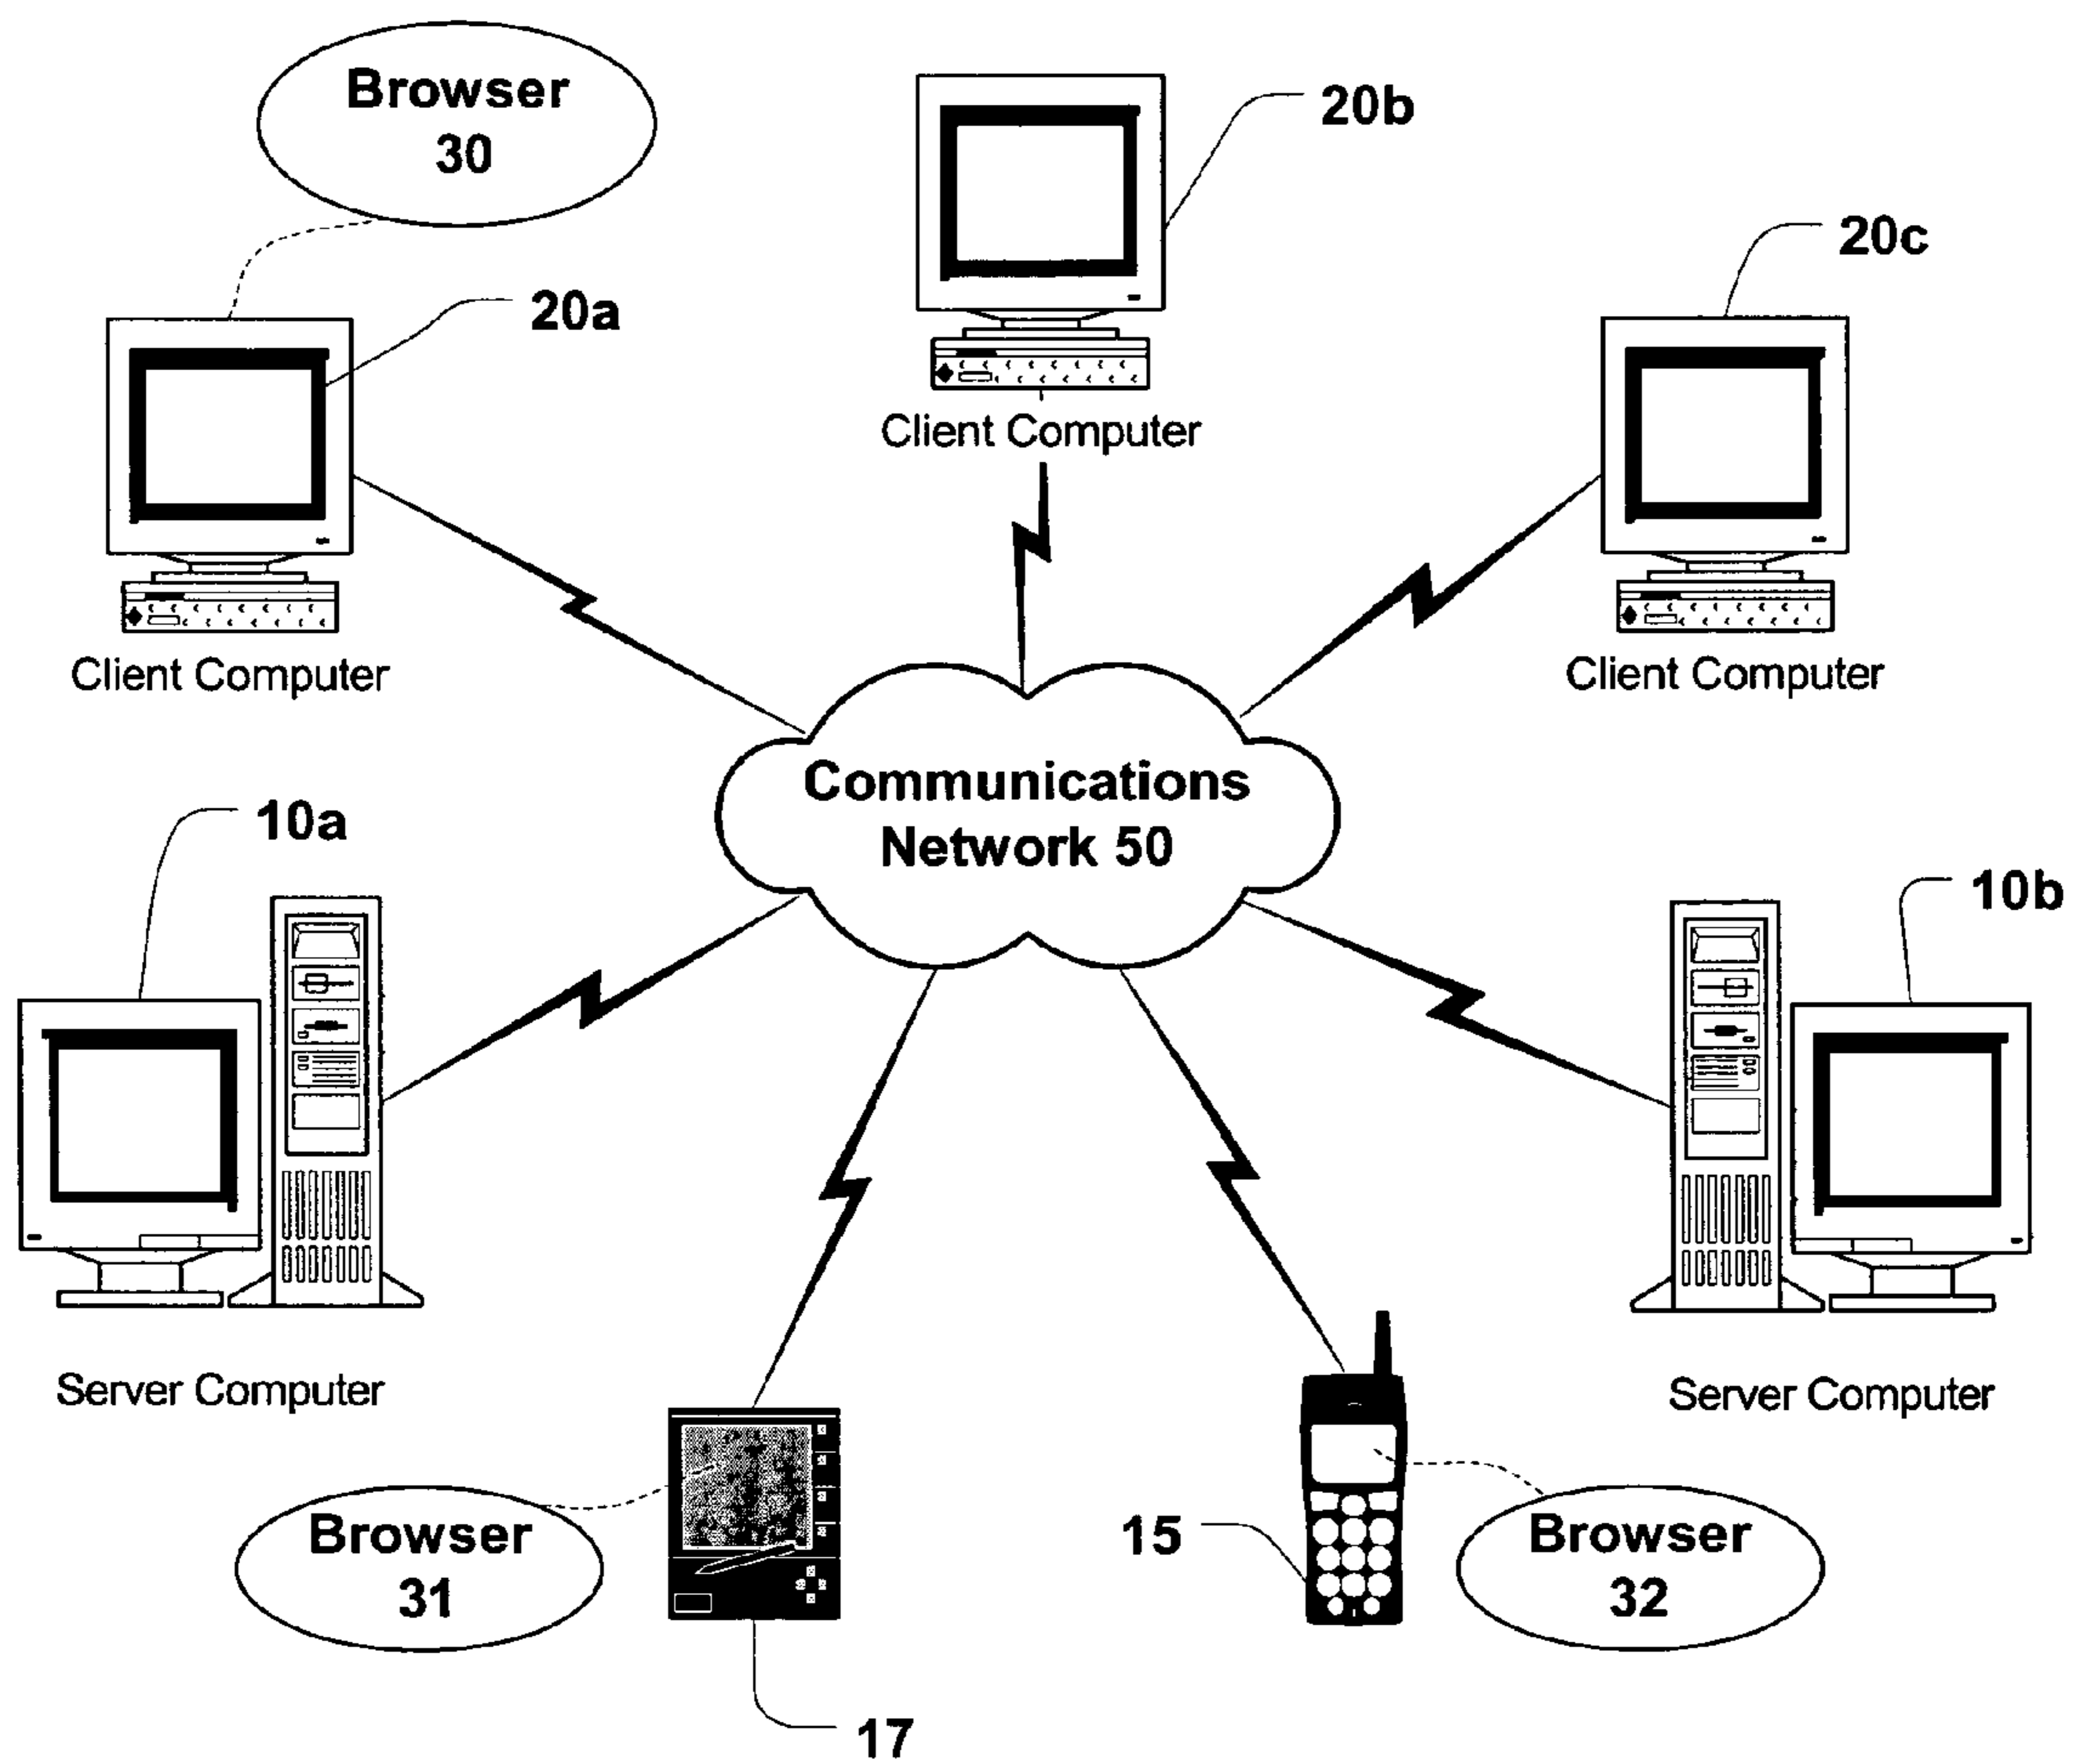 Browser
30
20b
20c
20a
Client Computer
Client Computer
Client Computer
Communications
Network 50
10a
10b
Server Computer
Server Computer
Browser
31
15
Browser
32
17